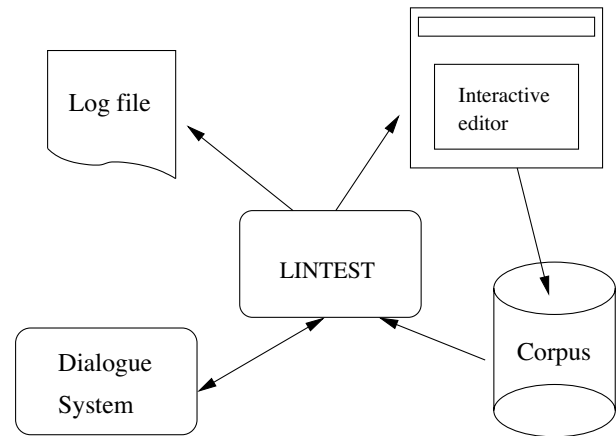 Log file
Interactive
editor
LINTEST
Dialogue
System
Corpus